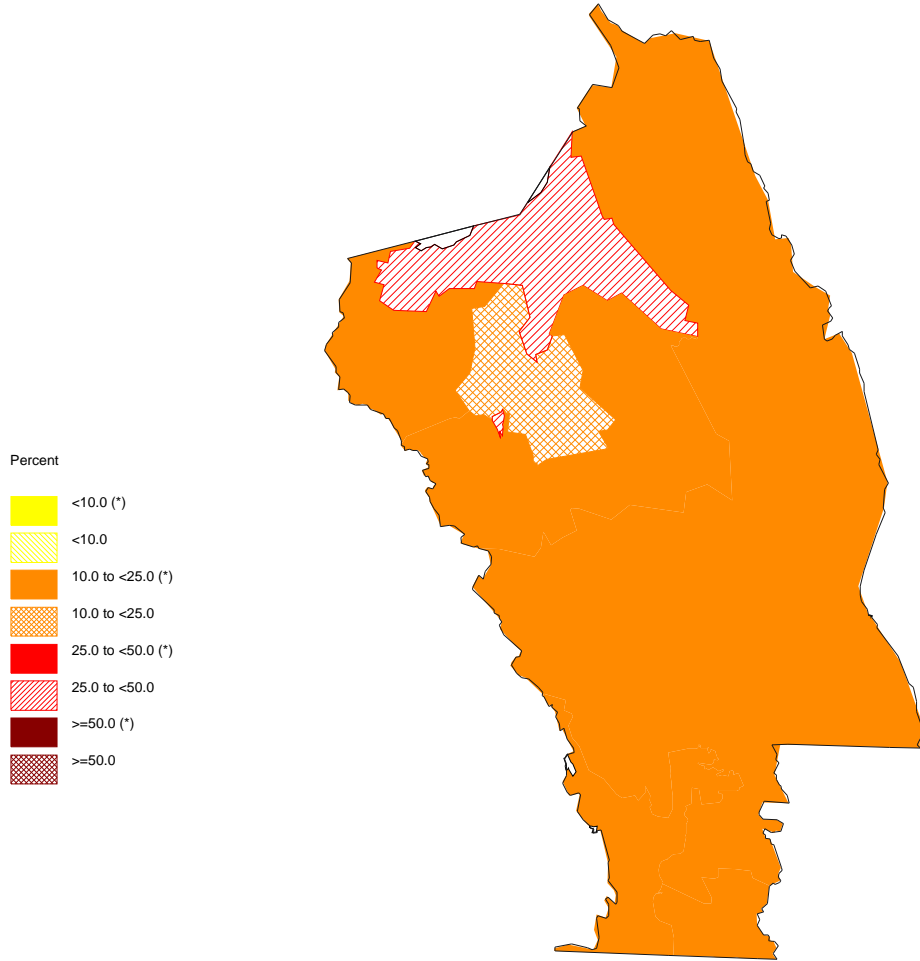 Percent
<10.0 (*)
<10.0
10.0 to <25.0 (*)
10.0 to <25.0
25.0 to <50.0 (*)
25.0 to <50.0
>=50.0 (*)
>=50.0